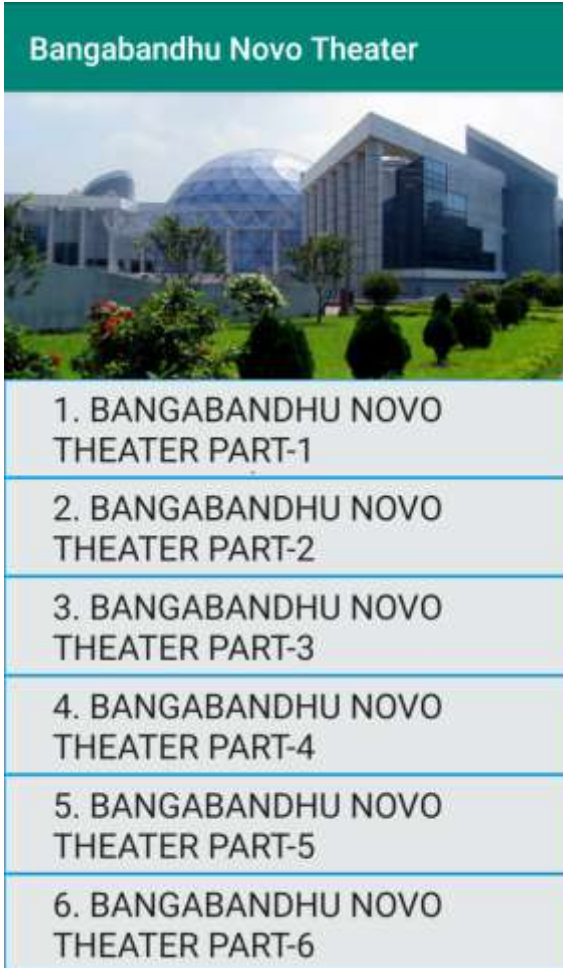 Bangabandhu Novo Theater
1. BANGABANDHU NOVO
THEATER PART-1
2. BANGABANDHU NOVO
THEATER PART-2
3. BANGABANDHU NOVO
THEATER PART-3
4. BANGABANDHU NOVO
THEATER PART-4
5. BANGABANDHU NOVO
THEATER PART-5
6. BANGABANDHU NOVO
THEATER PART-6